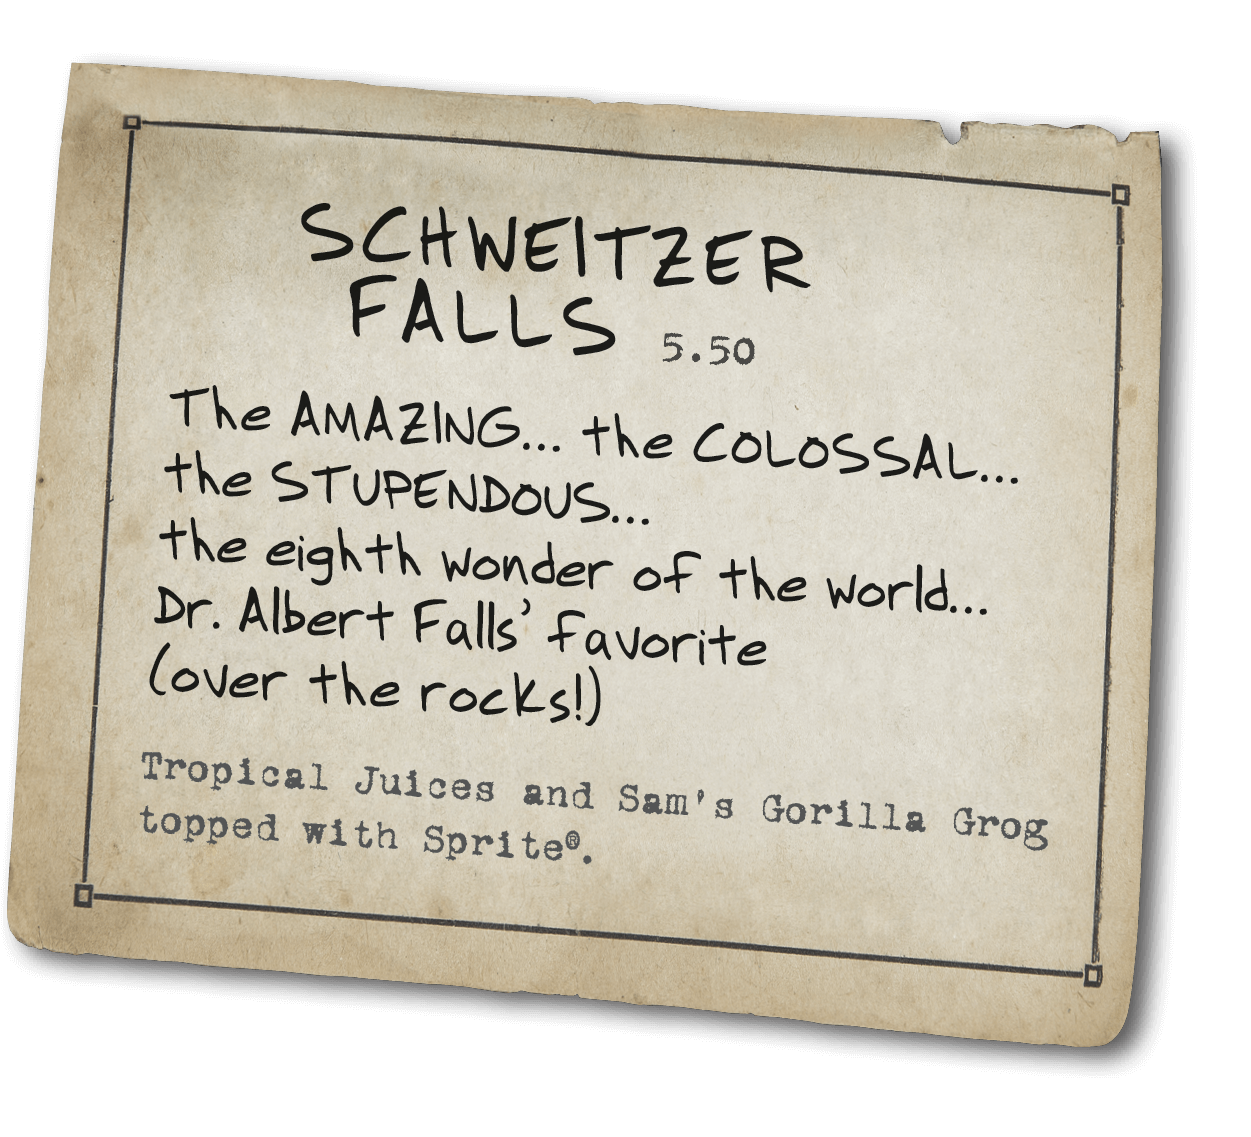 SCHWEITZER
FALLS 5.50
The AMAZING... the COLOSSAL...
the STUPENDOUS...
the eighth wonder of the world...
Dr. Albert Falls' favorite
(over the rocks!)
Tropical Juices and Sam's Gorilla Grog
topped with Sprite®.